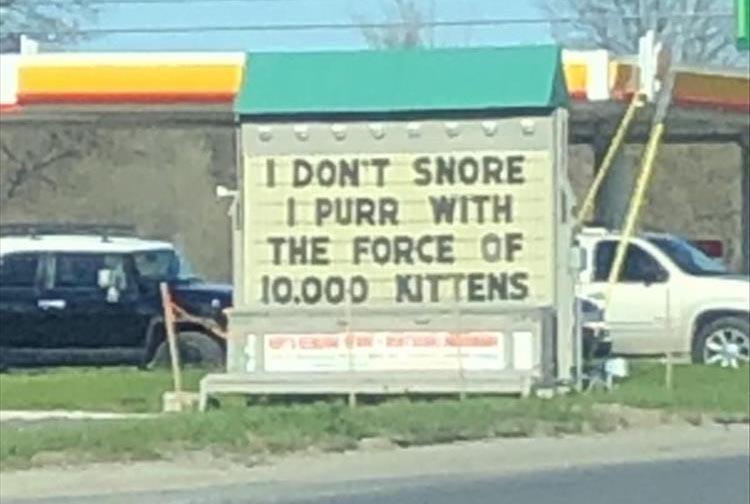 I DON'T SNORE
I PURR WITH
THE FORCE OF
10,000 KITTENS